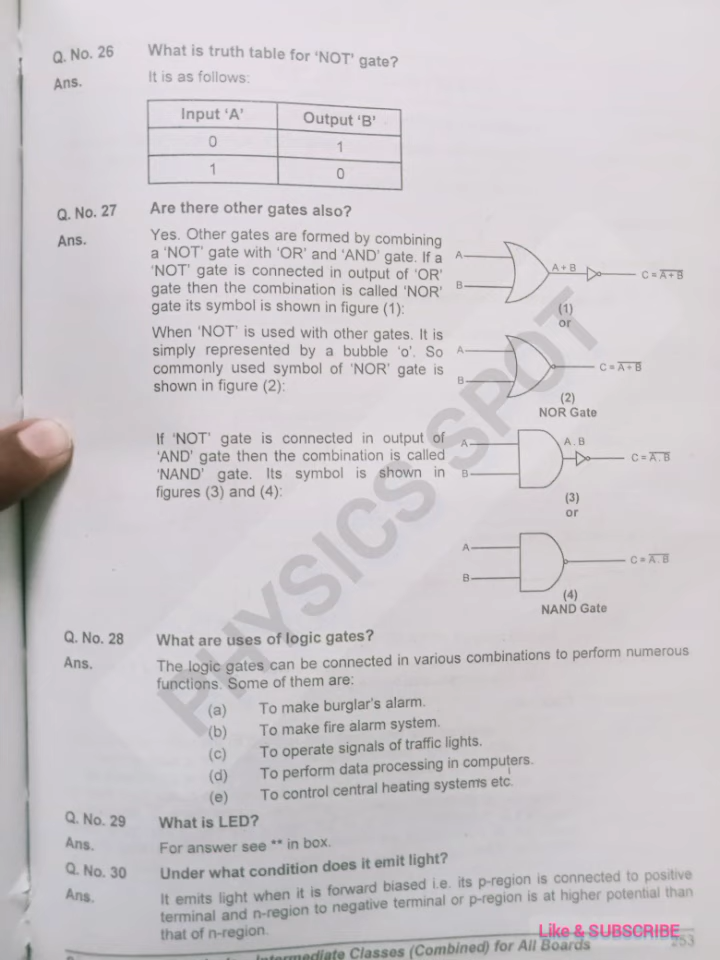 Q. No. 26 What is truth table for 'NOT' gate?
Ans. It is as follows:
Input 'A' Output 'B'
0 1
1 0
Q. No. 27 Are there other gates also?
Ans. Yes. Other gates are formed by combining
a 'NOT' gate with 'OR' and 'AND' gate. If a
'NOT' gate is connected in output of 'OR'
gate then the combination is called 'NOR'
gate its symbol is shown in figure (1):
A
B
A + B
C = A̅ ̅+̅ ̅B̅
(1)
or
When 'NOT' is used with other gates. It is
simply represented by a bubble 'o'. So
commonly used symbol of 'NOR' gate is
shown in figure (2):
A
B
C = A̅ ̅+̅ ̅B̅
(2)
NOR Gate
If 'NOT' gate is connected in output of
'AND' gate then the combination is called
'NAND' gate. Its symbol is shown in
figures (3) and (4):
A
B
A . B
C = A̅ ̅.̅ ̅B̅
(3)
or
A
B
C = A̅ ̅.̅ ̅B̅
(4)
NAND Gate
PHYSICS SPOT
Q. No. 28 What are uses of logic gates?
Ans. The logic gates can be connected in various combinations to perform numerous
functions. Some of them are:
(a) To make burglar's alarm.
(b) To make fire alarm system.
(c) To operate signals of traffic lights.
(d) To perform data processing in computers.
(e) To control central heating systems etc.
Q. No. 29 What is LED?
Ans. For answer see ** in box.
Q. No. 30 Under what condition does it emit light?
Ans. It emits light when it is forward biased i.e. its p-region is connected to positive
terminal and n-region to negative terminal or p-region is at higher potential than
that of n-region.
Like & SUBSCRIBE
Intermediate Classes (Combined) for All Boards 253